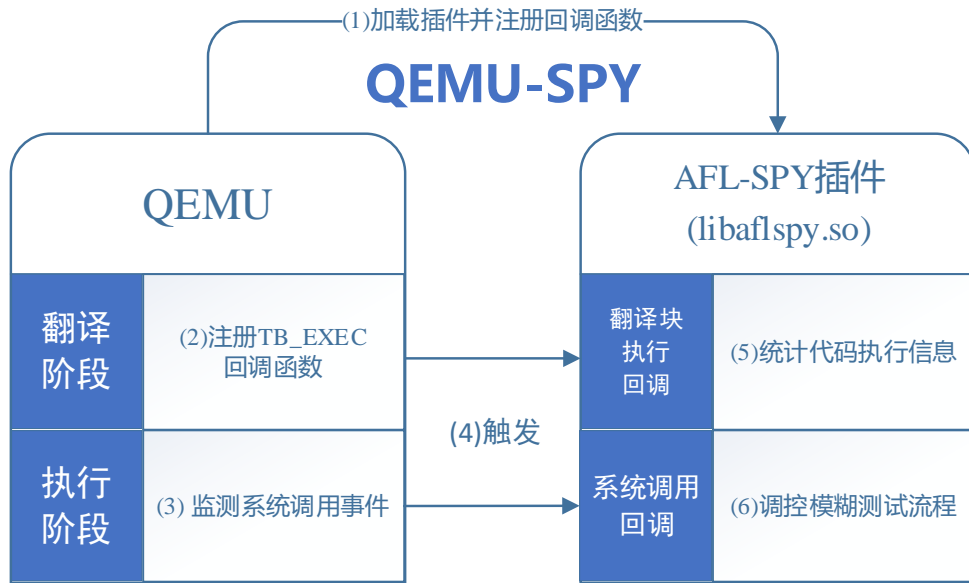 (1)加载插件并注册回调函数
QEMU-SPY
QEMU
AFL-SPY插件
(libaflspy.so)
翻译
阶段
(2)注册TB_EXEC
回调函数
翻译块
执行
回调
(5)统计代码执行信息
(4)触发
执行
阶段
(3) 监测系统调用事件
系统调用
回调
(6)调控模糊测试流程